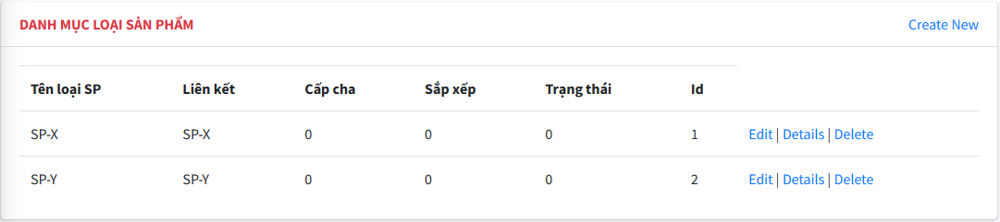 DANH MỤC LOẠI SẢN PHẨM Create New
Tên loại SP Liên kết Cấp cha Sắp xếp Trạng thái Id
SP-X SP-X 0 0 0 1 Edit | Details | Delete
SP-Y SP-Y 0 0 0 2 Edit | Details | Delete